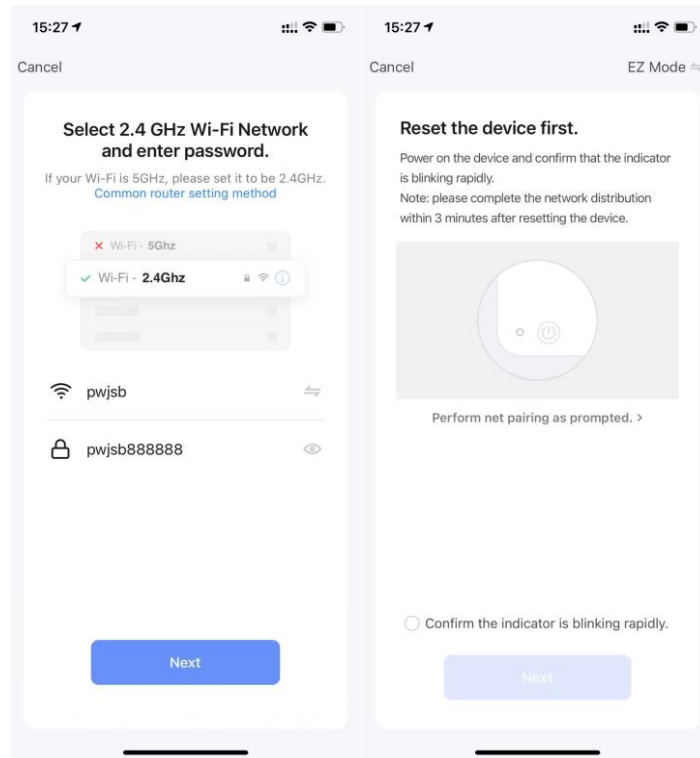 15:27
Cancel
Select 2.4 GHz Wi-Fi Network
and enter password.
If your Wi-Fi is 5GHz, please set it to be 2.4GHz.
Common router setting method
Wi-Fi - 5Ghz
Wi-Fi - 2.4Ghz
pwjsb
pwjsb888888
Next
15:27
Cancel
EZ Mode
Reset the device first.
Power on the device and confirm that the indicator
is blinking rapidly.
Note: please complete the network distribution
within 3 minutes after resetting the device.
Perform net pairing as prompted. >
Confirm the indicator is blinking rapidly.
Next